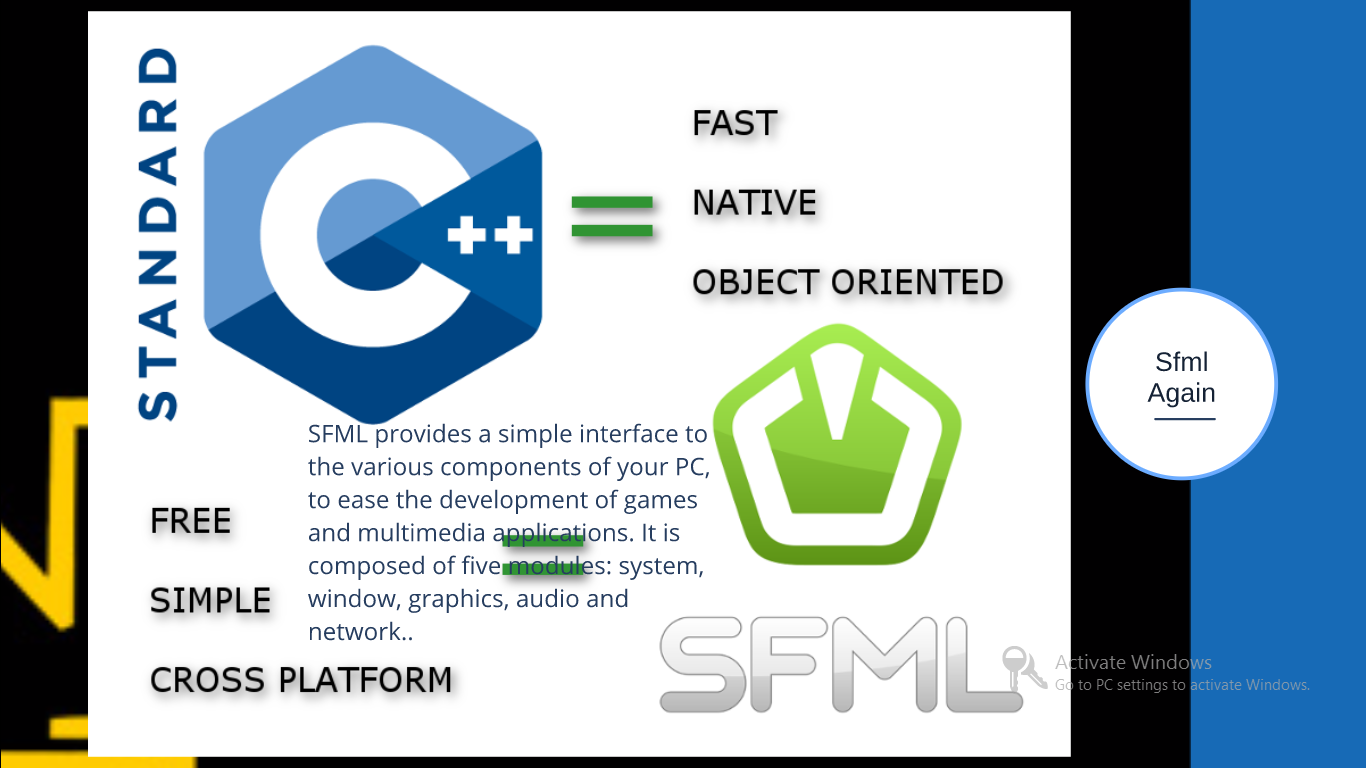 STANDARD
++
FAST
NATIVE
OBJECT ORIENTED
SFML provides a simple interface to
the various components of your PC,
to ease the development of games
and multimedia applications. It is
composed of five modules: system,
window, graphics, audio and
network..
FREE
SIMPLE
CROSS PLATFORM
SFML
Sfml
Again
Activate Windows
Go to PC settings to activate Windows.